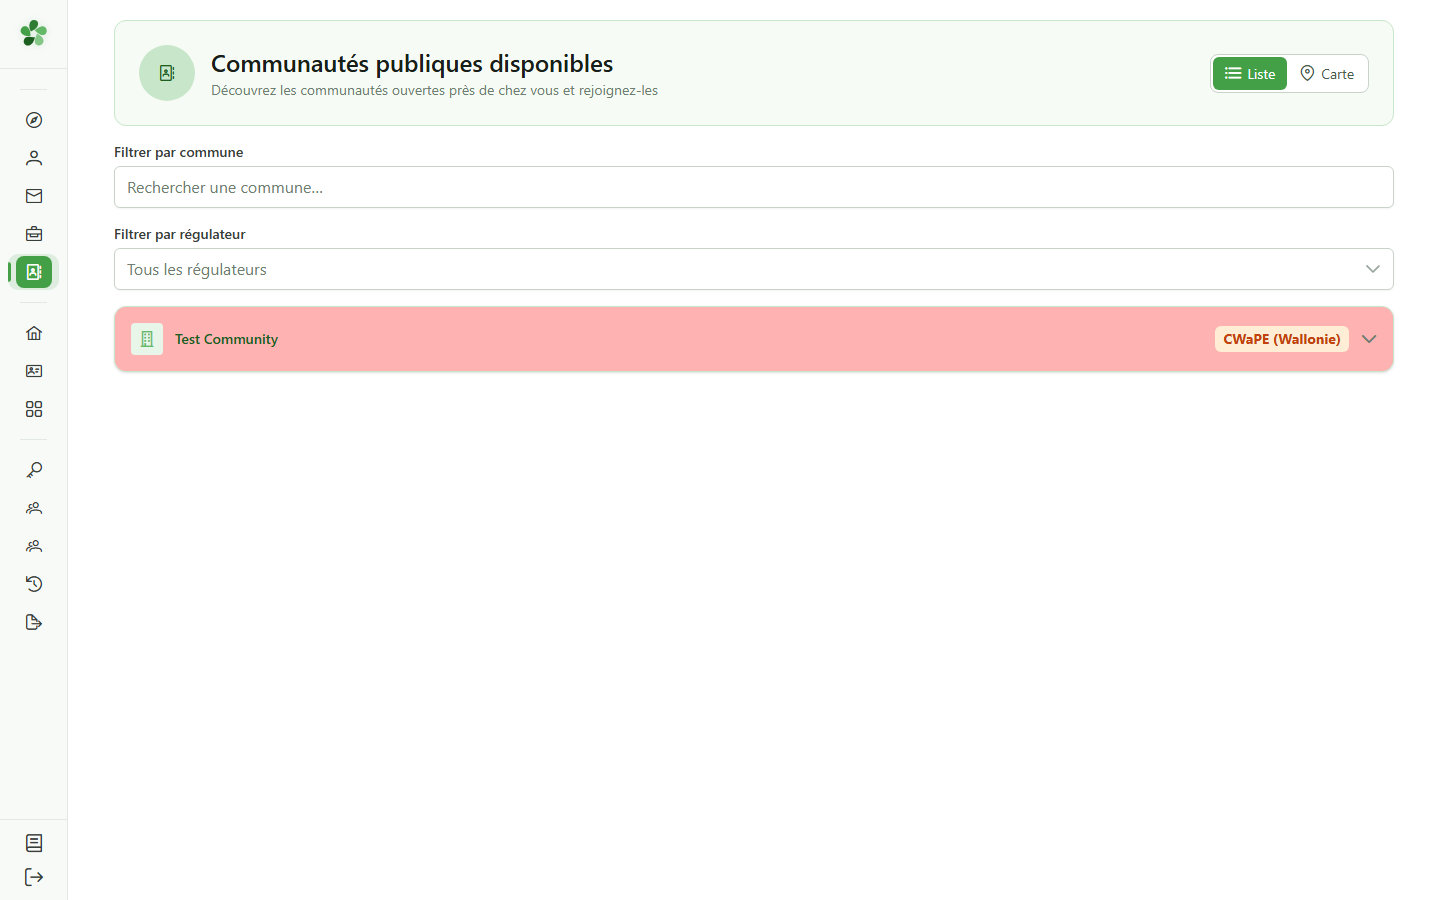 Communautés publiques disponibles
Découvrez les communautés ouvertes près de chez vous et rejoignez-les
Liste
Carte
Filtrer par commune
Rechercher une commune...
Filtrer par régulateur
Tous les régulateurs
Test Community
CWaPE (Wallonie)